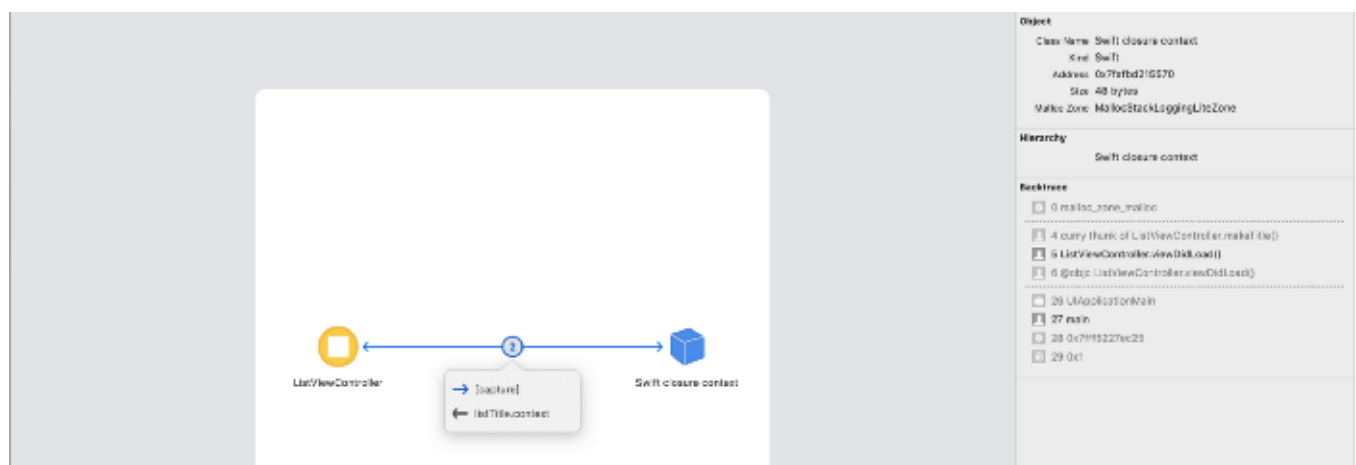 ListViewController
2
[capture]
listTitle.context
Swift closure context
Object
Class Name Swift closure context
Kind Swift
Address
Size 48 bytes
Malloc Zone MallocStackLoggingLiteZone
Hierarchy
Swift closure context
Backtrace
0 malloc_zone_malloc
4 curry thunk of ListViewController.makeTitle()
5 ListViewController.viewDidLoad()
6 @objc ListViewController.viewDidLoad()
26 UIApplicationMain
27 main
28
29 0x1